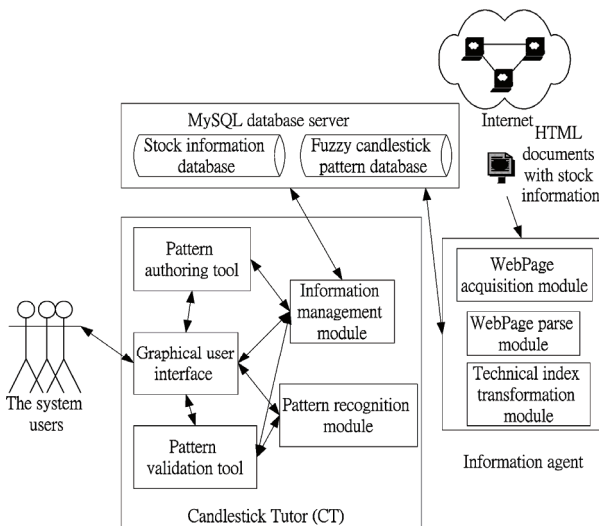 MySQL database server
Stock information
database
Fuzzy candlestick
pattern database
Internet
HTML
documents
with stock
information
Pattern
authoring tool
Information
management
module
Graphical user
interface
Pattern recognition
module
Pattern
validation tool
Candlestick Tutor (CT)
The system
users
WebPage
acquisition module
WebPage parse
module
Technical index
transformation
module
Information agent